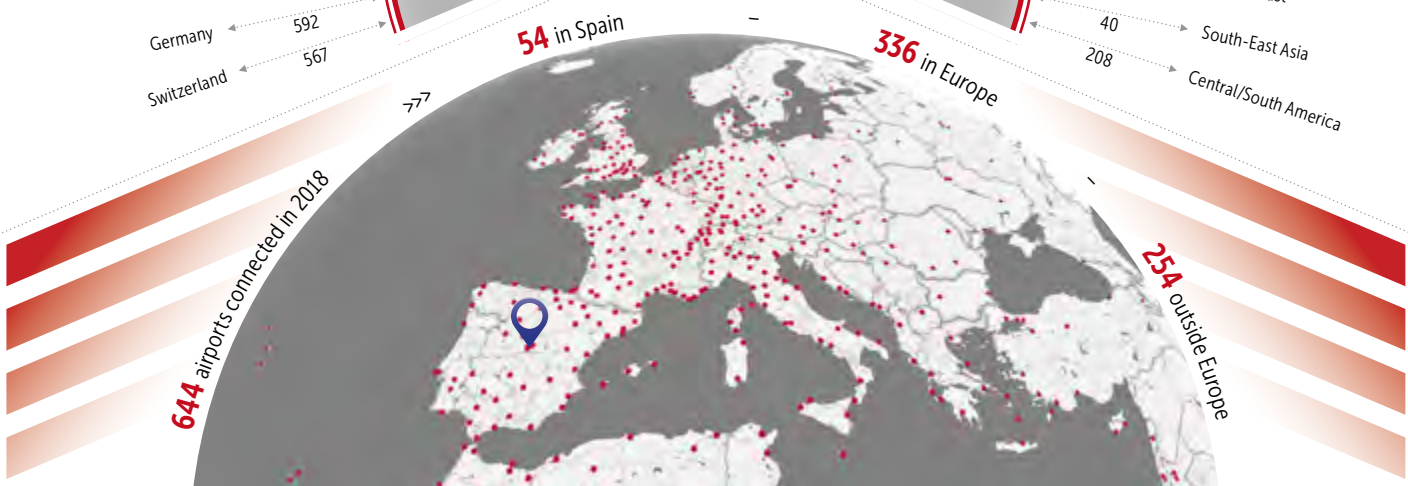 Germany 592
Switzerland 567
40 South-East Asia
208 Central/South America
>>>
644 airports connected in 2018
54 in Spain
–
336 in Europe
–
254 outside Europe